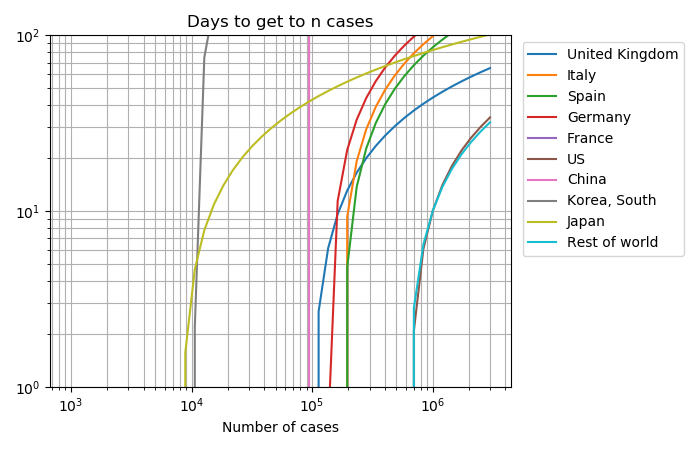 Days to get to n cases
10²
10¹
10⁰
10³
10⁴
10⁵
10⁶
Number of cases
United Kingdom
Italy
Spain
Germany
France
US
China
Korea, South
Japan
Rest of world